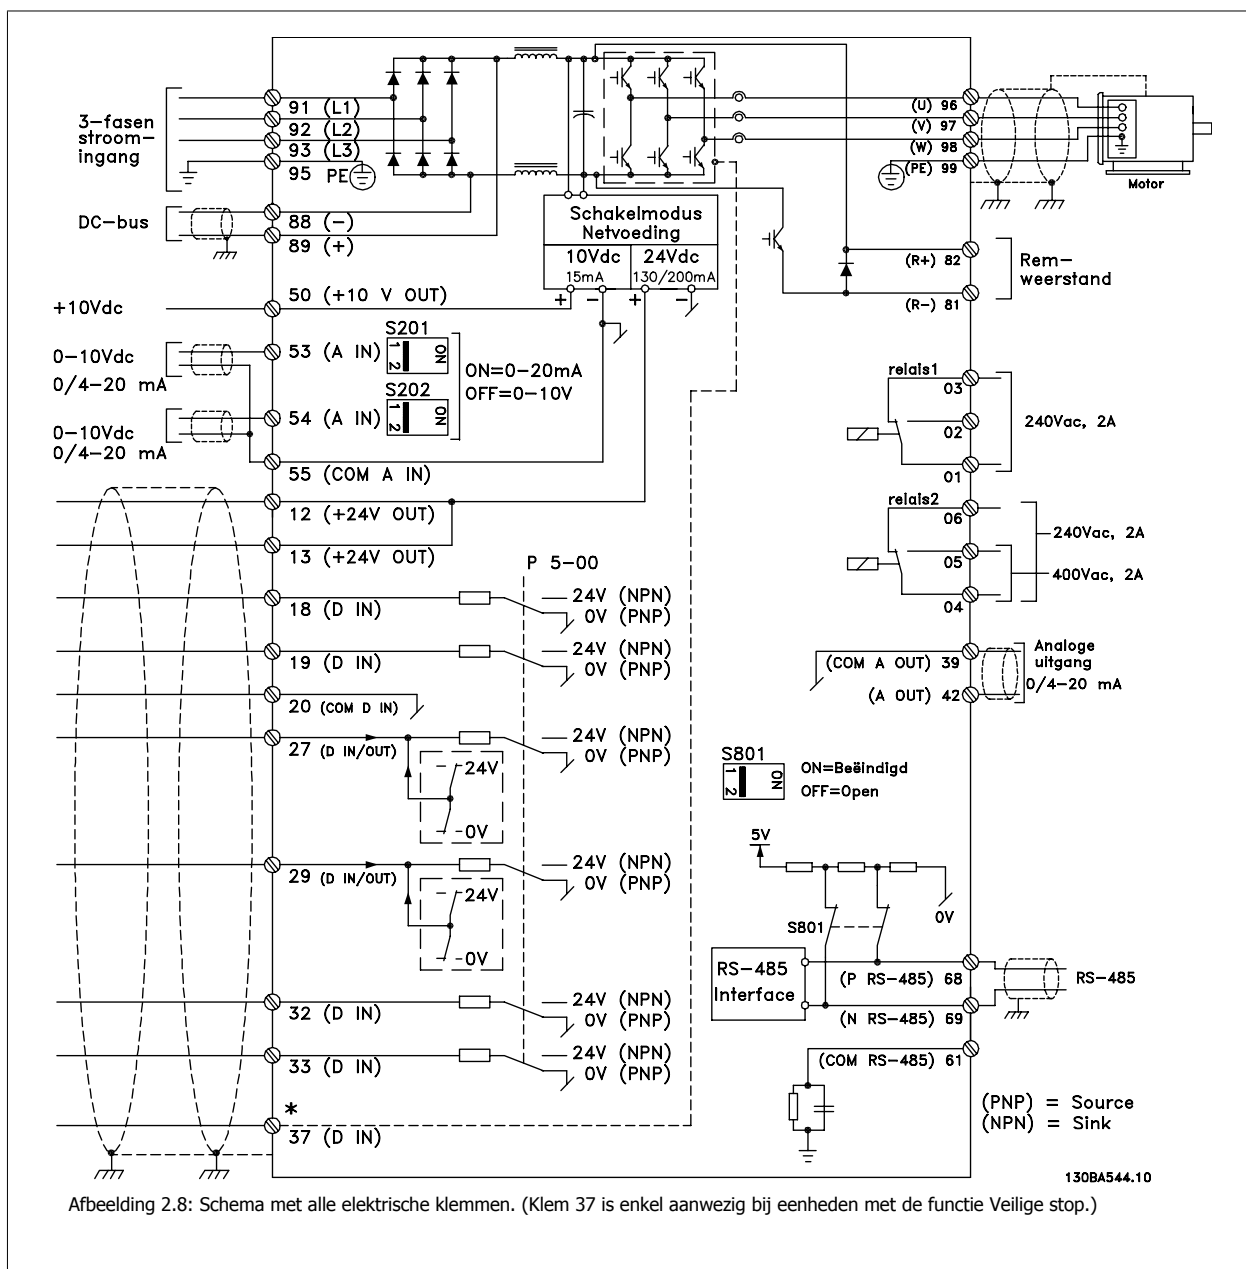 3-fasen
stroom-
ingang
91 (L1)
92 (L2)
93 (L3)
95 PE
DC-bus
88 (-)
89 (+)
Schakelmodus
Netvoeding
10Vdc
15mA
24Vdc
130/200mA
+ - + -
(U) 96
(V) 97
(W) 98
(PE) 99
Motor
(R+) 82
(R-) 81
Rem-
weerstand
+10Vdc
50 (+10 V OUT)
0-10Vdc
0/4-20 mA
53 (A IN)
S201
1 2 ON
ON=0-20mA
OFF=0-10V
S202
1 2 ON
0-10Vdc
0/4-20 mA
54 (A IN)
55 (COM A IN)
12 (+24V OUT)
13 (+24V OUT)
relais1
03
02
01
240Vac, 2A
relais2
06
05
04
240Vac, 2A
400Vac, 2A
P 5-00
18 (D IN)
24V (NPN)
0V (PNP)
19 (D IN)
24V (NPN)
0V (PNP)
20 (COM D IN)
27 (D IN/OUT)
24V (NPN)
0V (PNP)
24V
0V
29 (D IN/OUT)
24V (NPN)
0V (PNP)
24V
0V
32 (D IN)
24V (NPN)
0V (PNP)
33 (D IN)
24V (NPN)
0V (PNP)
*
37 (D IN)
(COM A OUT) 39
(A OUT) 42
Analoge
uitgang
0/4-20 mA
S801
1 2 ON
ON=Beëindigd
OFF=Open
5V
0V
S801
RS-485
Interface
(P RS-485) 68
(N RS-485) 69
RS-485
(COM RS-485) 61
(PNP) = Source
(NPN) = Sink
130BA544.10
Afbeelding 2.8: Schema met alle elektrische klemmen. (Klem 37 is enkel aanwezig bij eenheden met de functie Veilige stop.)